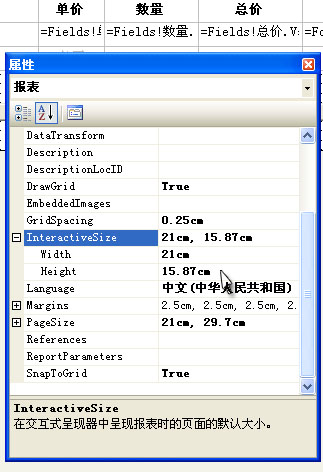 单价 数量 总价
=Fields!单 =Fields!数量. =Fields!总价.V =Fo
属性
报表
DataTransform
Description
DescriptionLocID
DrawGrid True
EmbeddedImages
GridSpacing 0.25cm
InteractiveSize 21cm, 15.87cm
Width 21cm
Height 15.87cm
Language 中文(中华人民共和国)
Margins 2.5cm, 2.5cm, 2.5cm, 2
PageSize 21cm, 29.7cm
References
ReportParameters
SnapToGrid True
InteractiveSize
在交互式呈现器中呈现报表时的页面的默认大小。